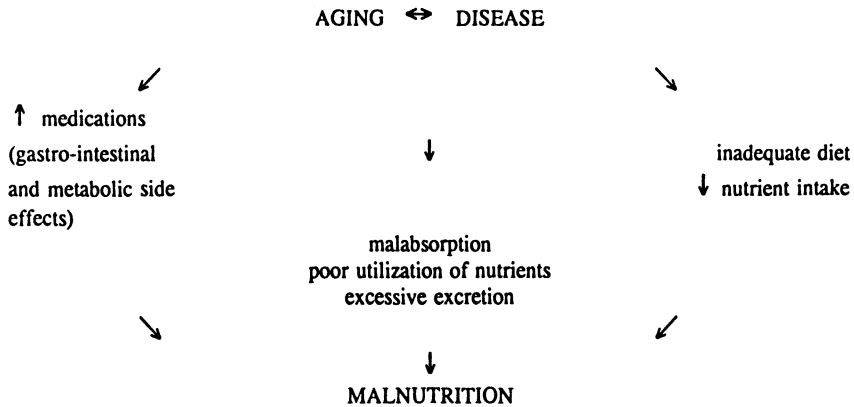 AGING ↔ DISEASE
↑ medications
(gastro-intestinal
and metabolic side
effects)
inadequate diet
↓ nutrient intake
malabsorption
poor utilization of nutrients
excessive excretion
MALNUTRITION